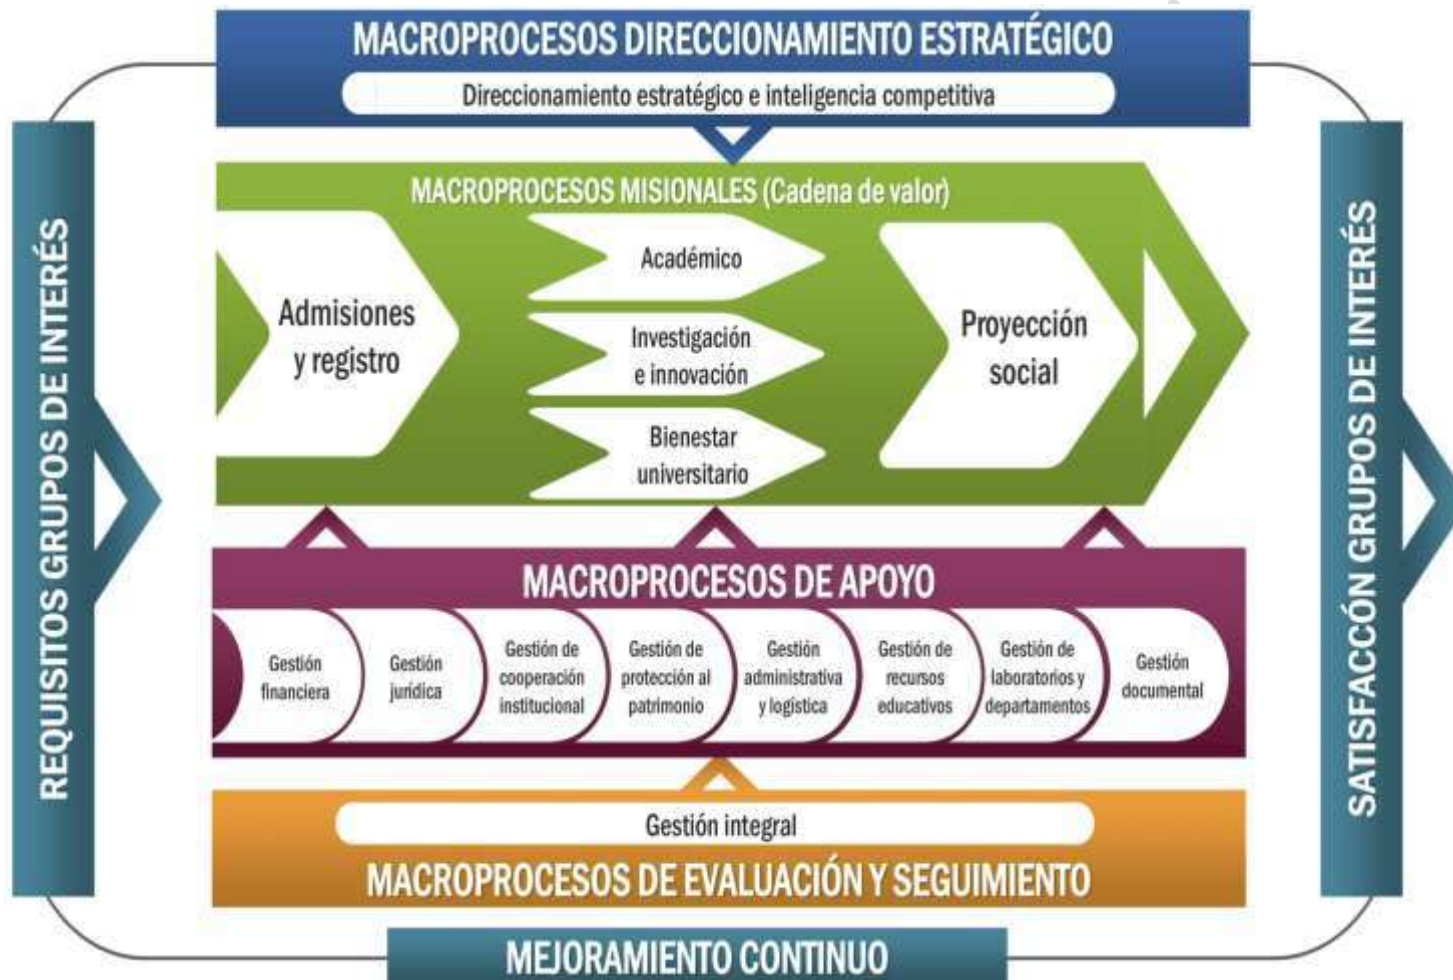 MACROPROCESOS DIRECCIONAMIENTO ESTRATÉGICO
Direccionamiento estratégico e inteligencia competitiva
REQUISITOS GRUPOS DE INTERÉS
MACROPROCESOS MISIONALES (Cadena de valor)
Admisiones
y registro
Académico
Investigación
e innovación
Bienestar
universitario
Proyección
social
MACROPROCESOS DE APOYO
Gestión
financiera
Gestión
jurídica
Gestión de
cooperación
institucional
Gestión de
protección al
patrimonio
Gestión
administrativa
y logística
Gestión de
recursos
educativos
Gestión de
laboratorios y
departamentos
Gestión
documental
Gestión integral
MACROPROCESOS DE EVALUACIÓN Y SEGUIMIENTO
SATISFACCÓN GRUPOS DE INTERÉS
MEJORAMIENTO CONTINUO